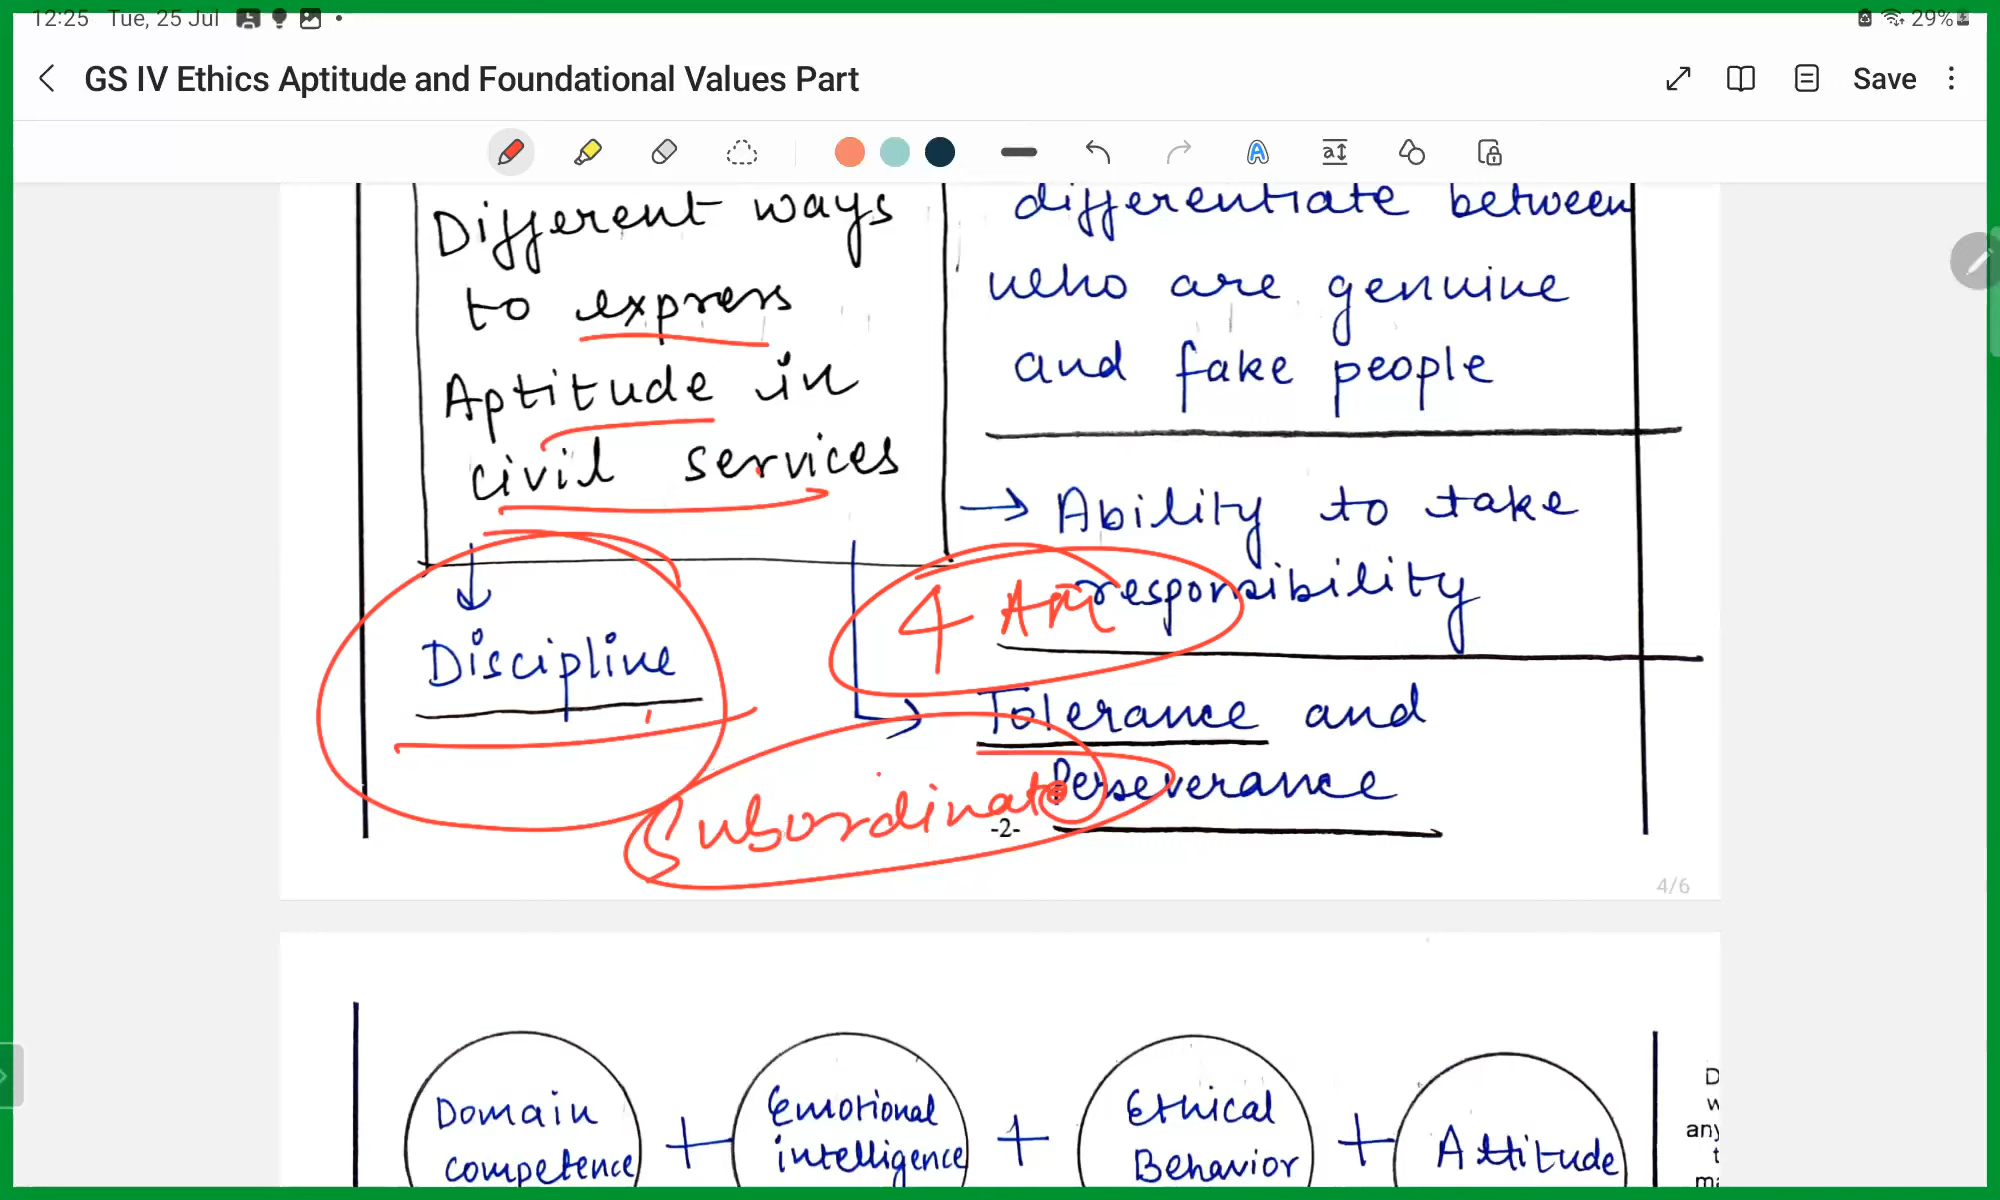 12:25 Tue, 25 Jul
29%
GS IV Ethics Aptitude and Foundational Values Part
Save
Different ways
to express
Aptitude in
civil services
differentiate between
who are genuine
and fake people
→ Ability to take
responsibility
4 AM
↓
Discipline
→ Tolerance and
Perseverance
Subordinate
-2-
4/6
Domain
competence
+
Emotional
intelligence
+
Ethical
Behavior
+
Attitude
D
w
any
t
ma